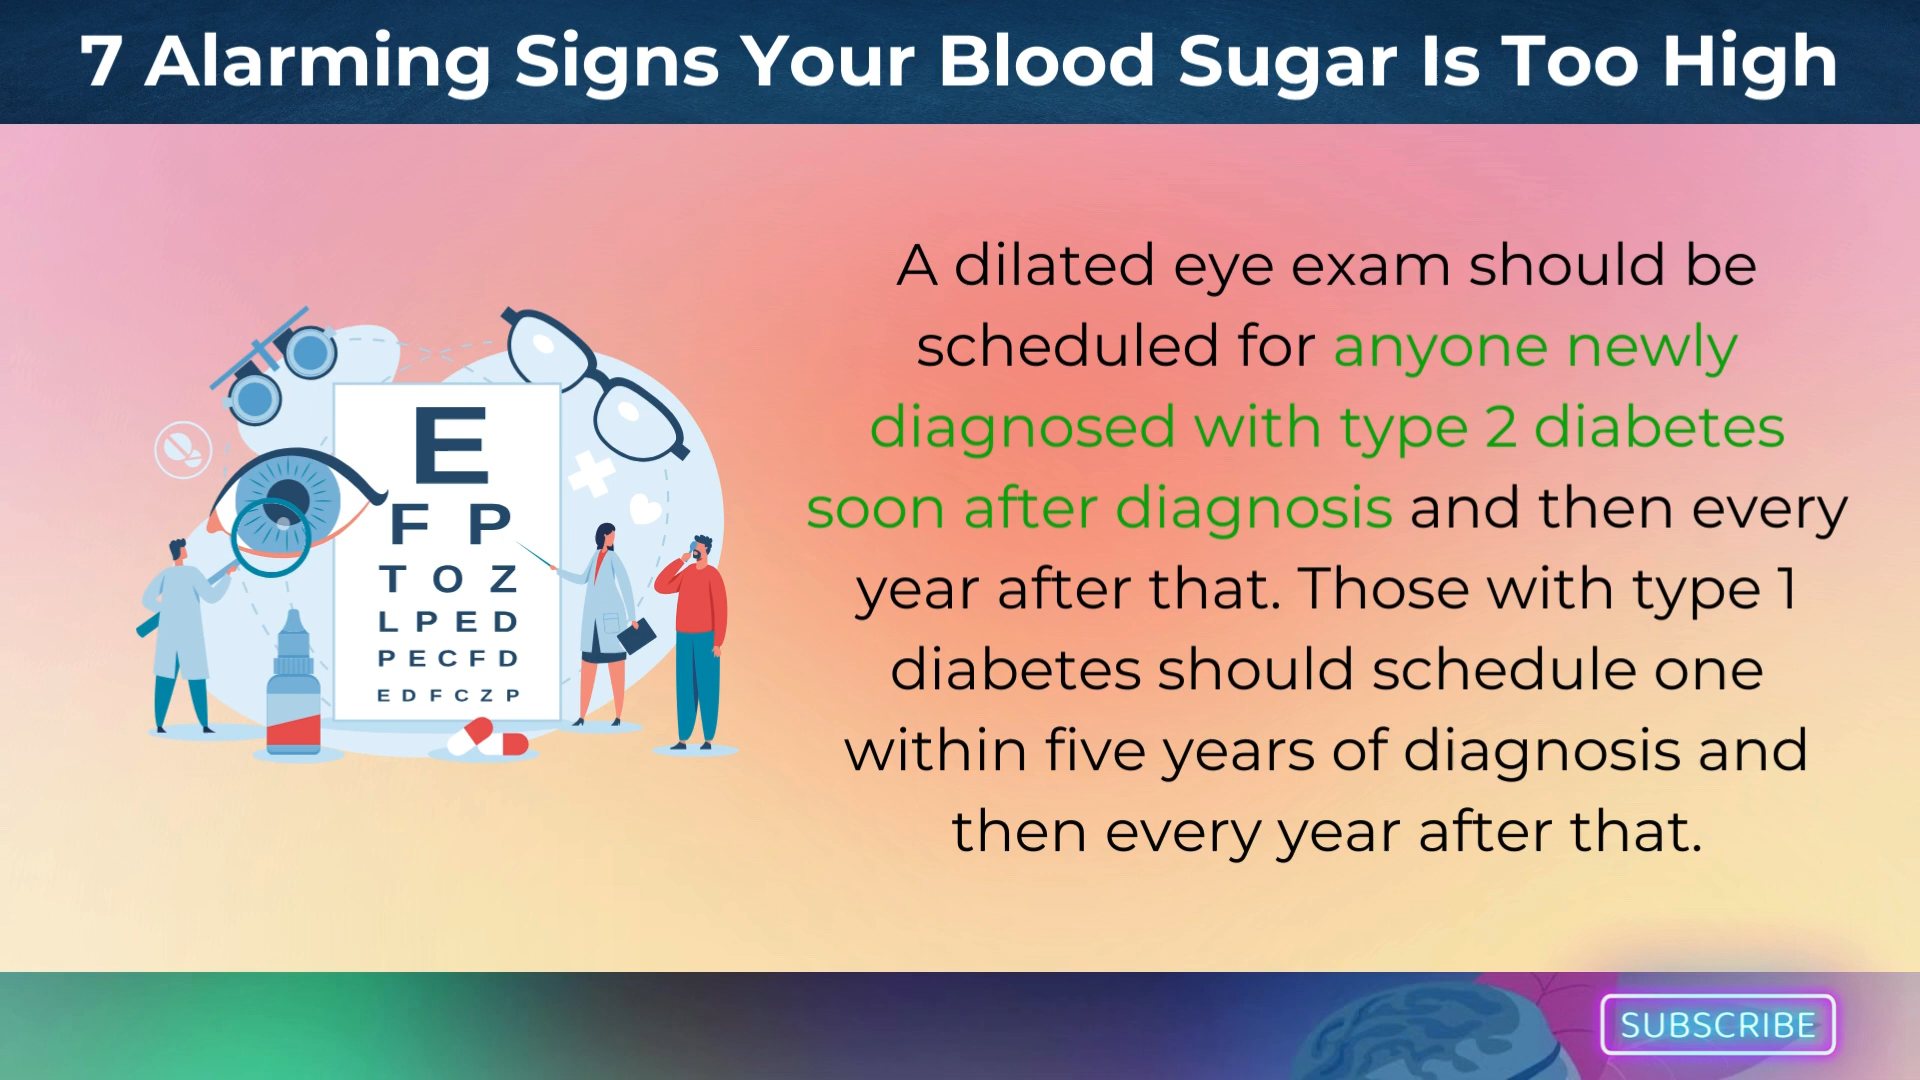 7 Alarming Signs Your Blood Sugar Is Too High
A dilated eye exam should be
scheduled for anyone newly
diagnosed with type 2 diabetes
soon after diagnosis and then every
year after that. Those with type 1
diabetes should schedule one
within five years of diagnosis and
then every year after that.
E
F P
T O Z
L P E D
P E C F D
E D F C Z P
SUBSCRIBE